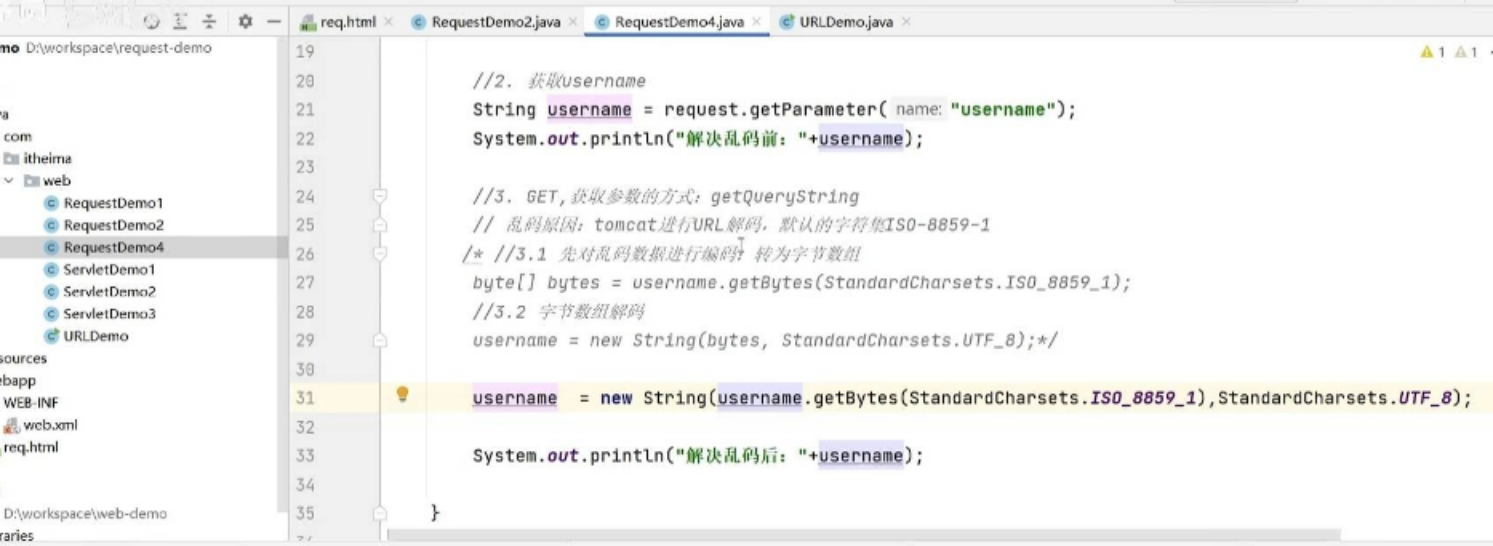 req.html
RequestDemo2.java
RequestDemo4.java
URLDemo.java
mo D:\workspace\request-demo
va
com
itheima
web
RequestDemo1
RequestDemo2
RequestDemo4
ServletDemo1
ServletDemo2
ServletDemo3
URLDemo
sources
ebapp
WEB-INF
web.xml
req.html
D:\workspace\web-demo
raries
1 1
19
20 //2. 获取username
21 String username = request.getParameter( name: "username");
22 System.out.println("解决乱码前："+username);
23
24 //3. GET,获取参数的方式：getQueryString
25 // 乱码原因：tomcat进行URL解码，默认的字符集ISO-8859-1
26 /* //3.1 先对乱码数据进行编码：转为字节数组
27 byte[] bytes = username.getBytes(StandardCharsets.ISO_8859_1);
28 //3.2 字节数组解码
29 username = new String(bytes, StandardCharsets.UTF_8);*/
30
31 username = new String(username.getBytes(StandardCharsets.ISO_8859_1),StandardCharsets.UTF_8);
32
33 System.out.println("解决乱码后："+username);
34
35 }